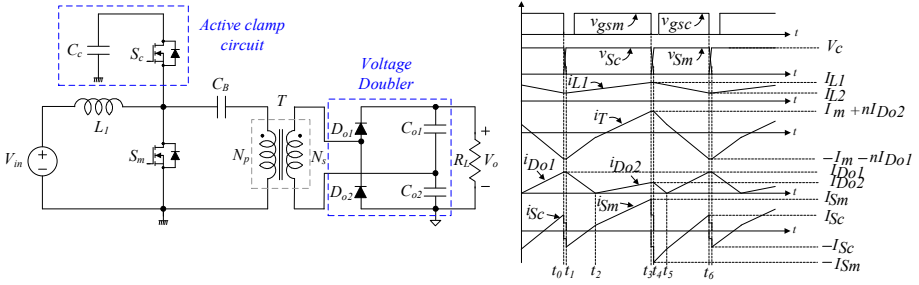 Active clamp
circuit
C_c
S_c
C_B
T
Voltage
Doubler
L_1
S_m
V_in
N_p
N_s
D_o1
D_o2
C_o1
C_o2
R_L
+
V_o
−
v_gsm
v_gsc
t
V_c
v_Sc
v_Sm
t
i_L1
I_L1
I_L2
t
i_T
I_m + nI_Do2
t
−I_m − nI_Do1
i_Do1
i_Do2
I_Do1
I_Do2
t
i_Sc
i_Sm
I_Sm
I_Sc
t
−I_Sc
−I_Sm
t_0 t_1 t_2 t_3 t_4 t_5 t_6